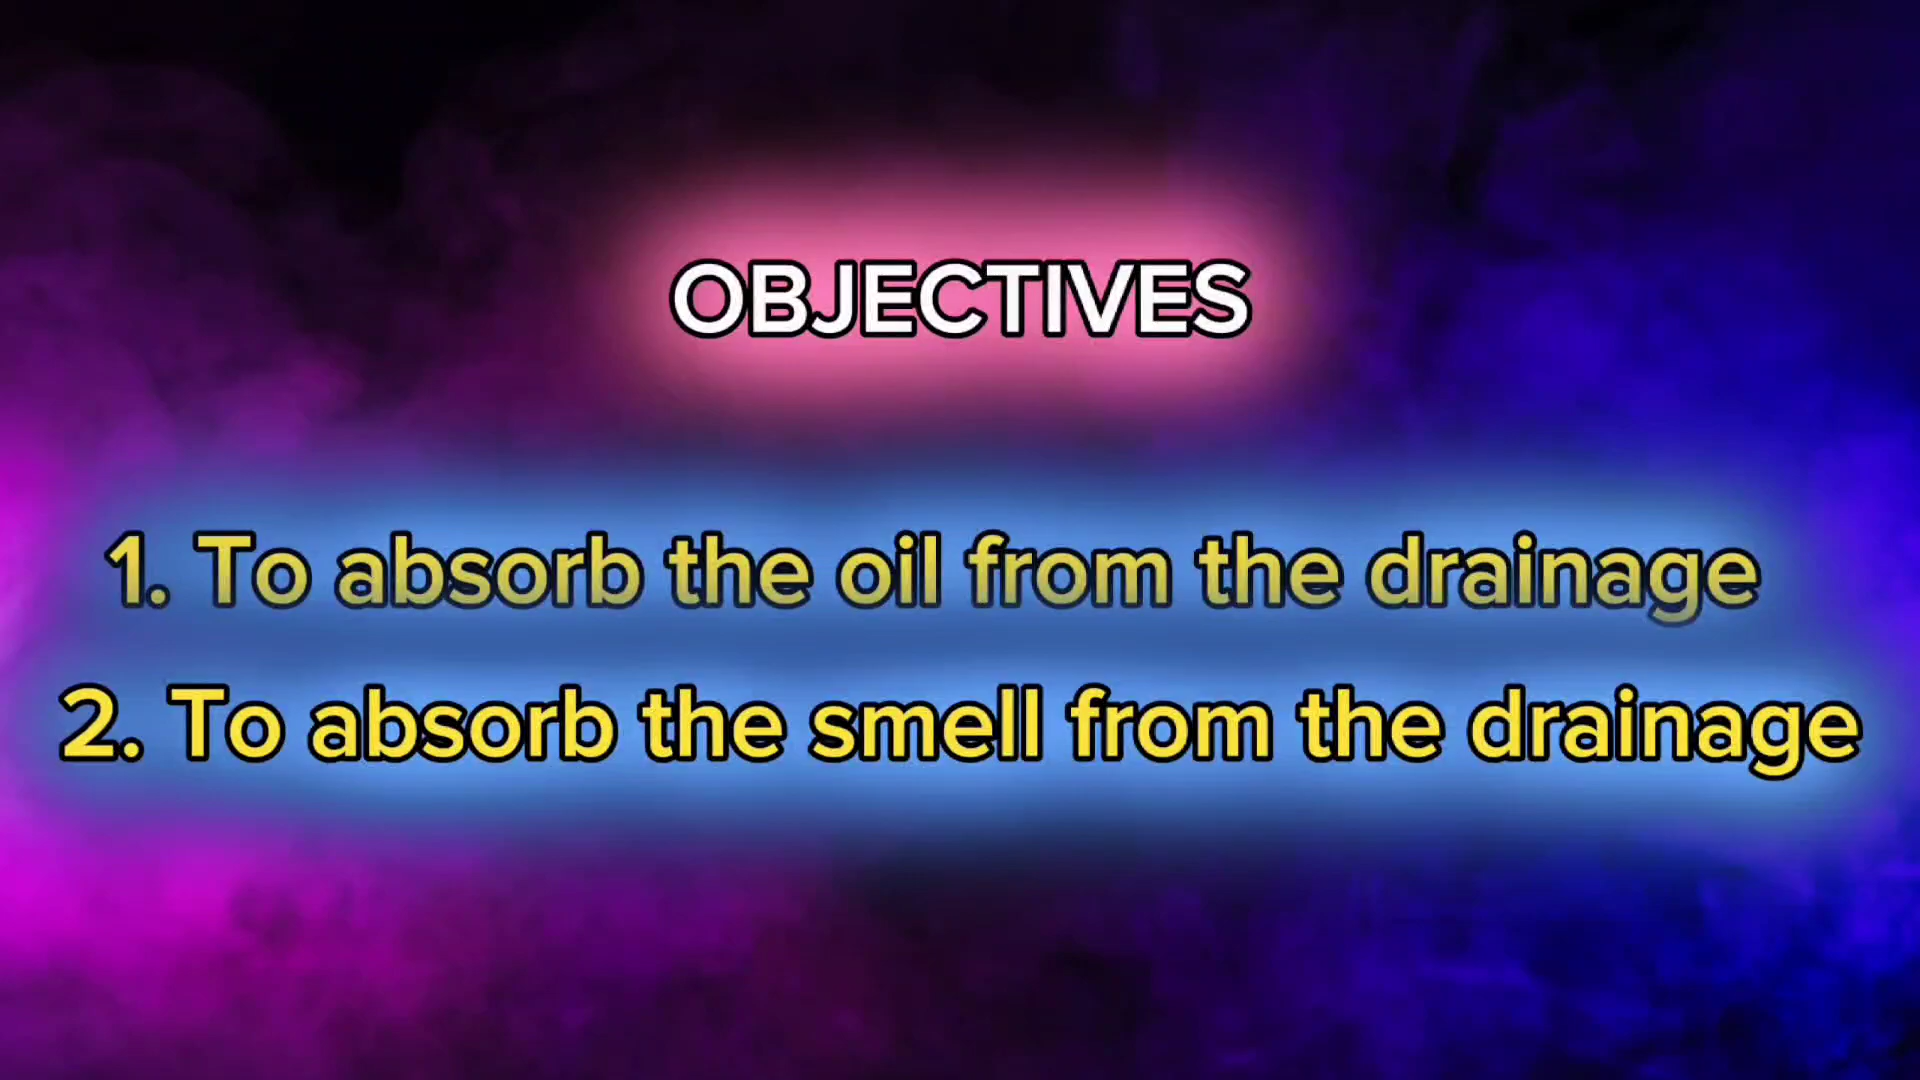 OBJECTIVES
1. To absorb the oil from the drainage
2. To absorb the smell from the drainage